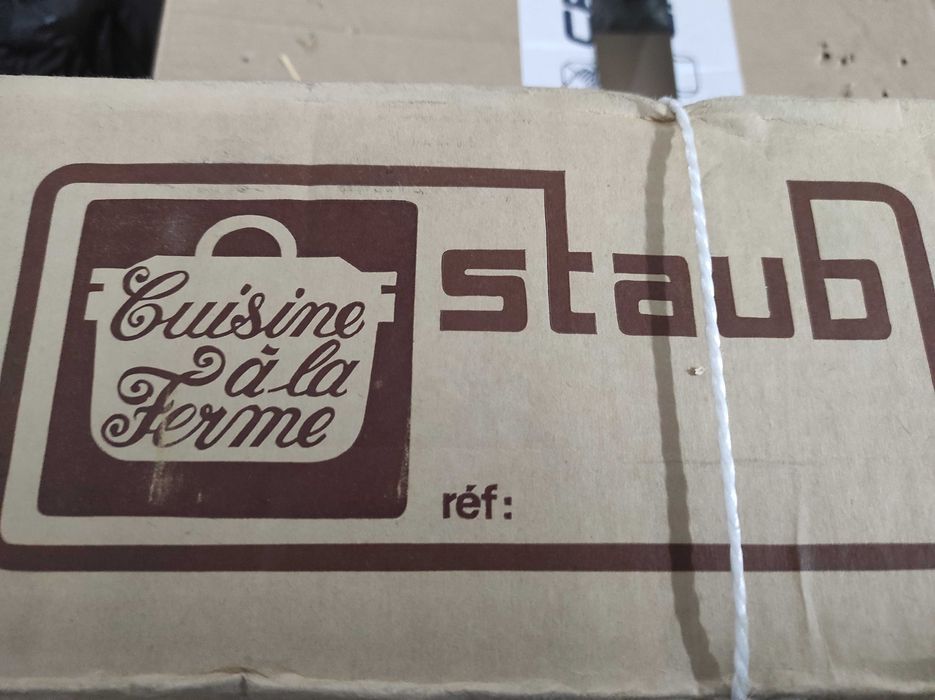 Cuisine
à la
Ferme
staub
réf: